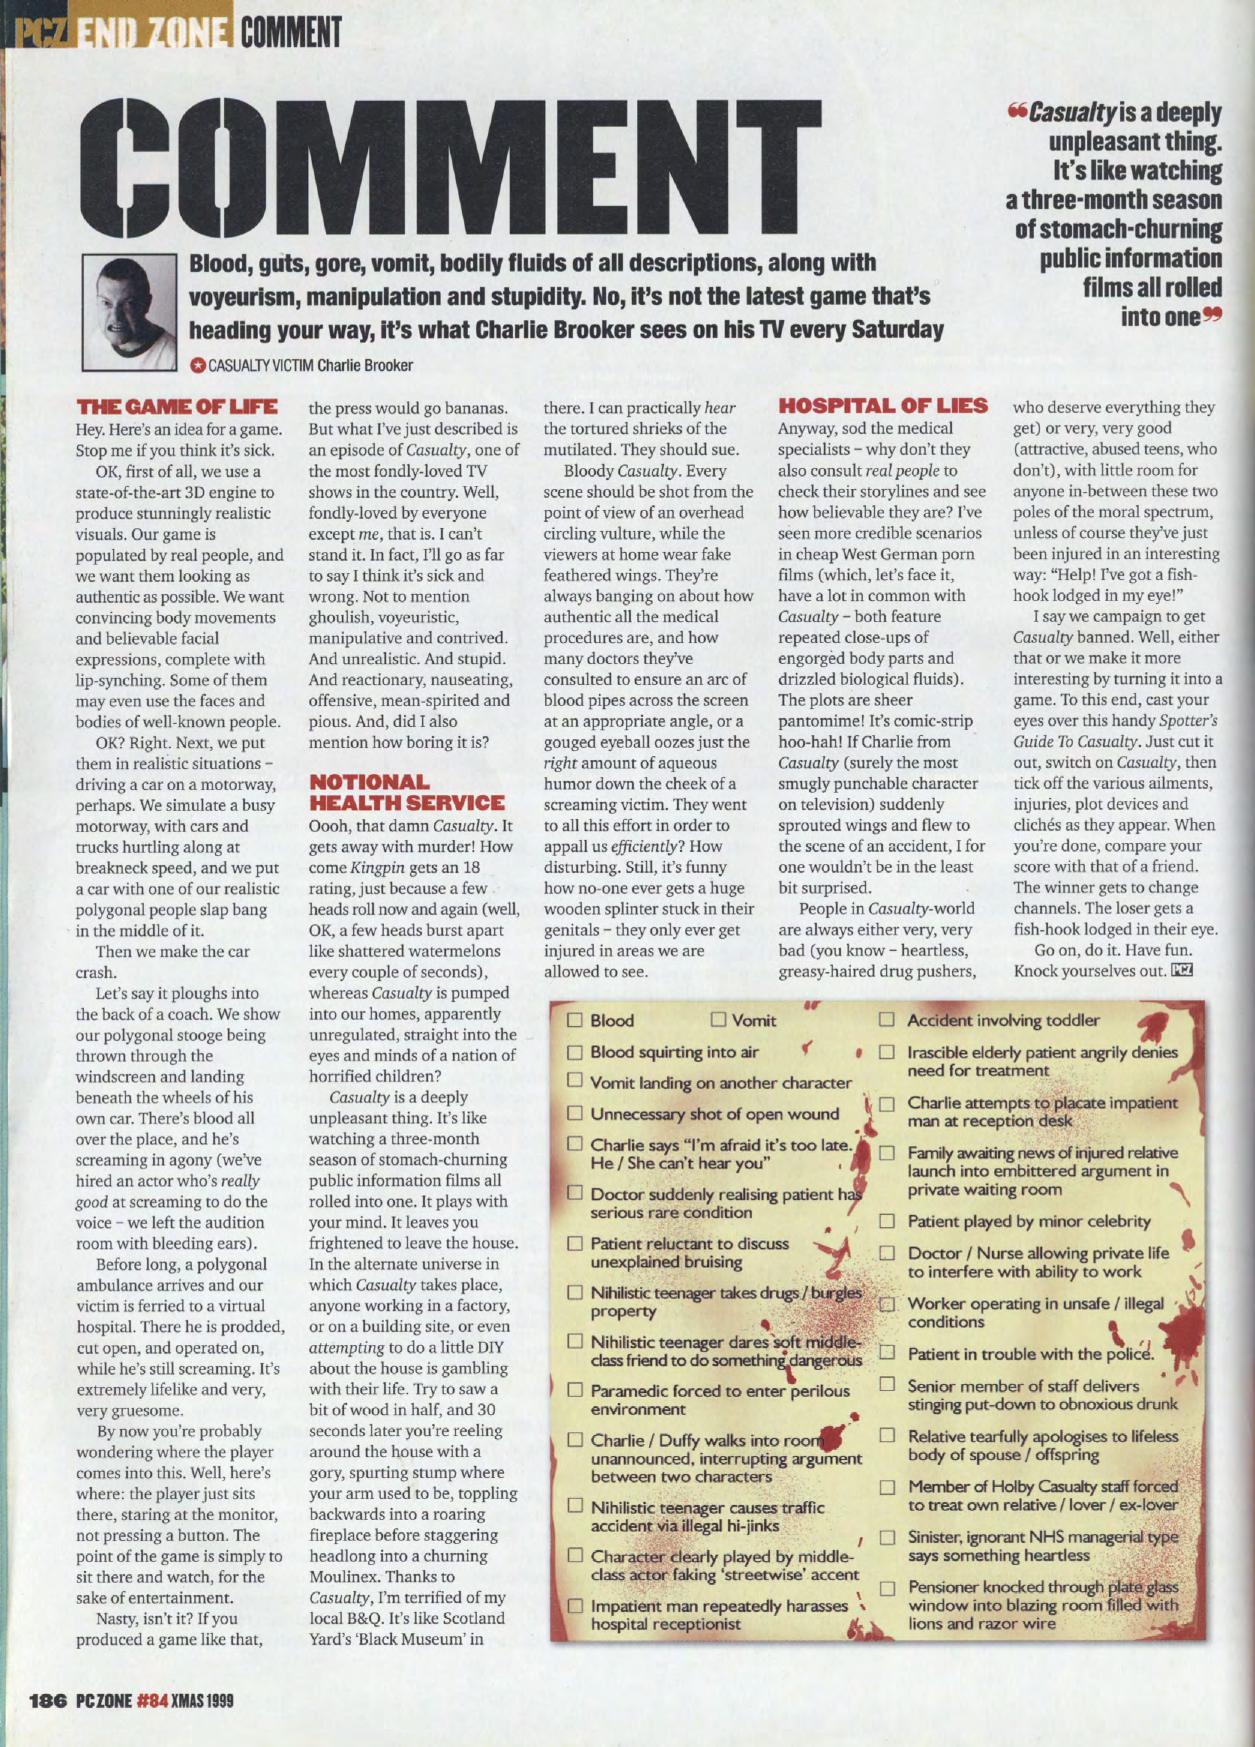 PCZ END ZONE COMMENT
COMMENT
Blood, guts, gore, vomit, bodily fluids of all descriptions, along with
voyeurism, manipulation and stupidity. No, it's not the latest game that's
heading your way, it's what Charlie Brooker sees on his TV every Saturday
CASUALTY VICTIM Charlie Brooker
“Casualty is a deeply
unpleasant thing.
It's like watching
a three-month season
of stomach-churning
public information
films all rolled
into one”
THE GAME OF LIFE
Hey. Here's an idea for a game.
Stop me if you think it's sick.
OK, first of all, we use a
state-of-the-art 3D engine to
produce stunningly realistic
visuals. Our game is
populated by real people, and
we want them looking as
authentic as possible. We want
convincing body movements
and believable facial
expressions, complete with
lip-synching. Some of them
may even use the faces and
bodies of well-known people.
OK? Right. Next, we put
them in realistic situations –
driving a car on a motorway,
perhaps. We simulate a busy
motorway, with cars and
trucks hurtling along at
breakneck speed, and we put
a car with one of our realistic
polygonal people slap bang
in the middle of it.
Then we make the car
crash.
Let's say it ploughs into
the back of a coach. We show
our polygonal stooge being
thrown through the
windscreen and landing
beneath the wheels of his
own car. There's blood all
over the place, and he's
screaming in agony (we've
hired an actor who's really
good at screaming to do the
voice – we left the audition
room with bleeding ears).
Before long, a polygonal
ambulance arrives and our
victim is ferried to a virtual
hospital. There he is prodded,
cut open, and operated on,
while he's still screaming. It's
extremely lifelike and very,
very gruesome.
By now you're probably
wondering where the player
comes into this. Well, here's
where: the player just sits
there, staring at the monitor,
not pressing a button. The
point of the game is simply to
sit there and watch, for the
sake of entertainment.
Nasty, isn't it? If you
produced a game like that,
the press would go bananas.
But what I've just described is
an episode of Casualty, one of
the most fondly-loved TV
shows in the country. Well,
fondly-loved by everyone
except me, that is. I can't
stand it. In fact, I'll go as far
to say I think it's sick and
wrong. Not to mention
ghoulish, voyeuristic,
manipulative and contrived.
And unrealistic. And stupid.
And reactionary, nauseating,
offensive, mean-spirited and
pious. And, did I also
mention how boring it is?
NOTIONAL
HEALTH SERVICE
Oooh, that damn Casualty. It
gets away with murder! How
come Kingpin gets an 18
rating, just because a few
heads roll now and again (well,
OK, a few heads burst apart
like shattered watermelons
every couple of seconds),
whereas Casualty is pumped
into our homes, apparently
unregulated, straight into the
eyes and minds of a nation of
horrified children?
Casualty is a deeply
unpleasant thing. It's like
watching a three-month
season of stomach-churning
public information films all
rolled into one. It plays with
your mind. It leaves you
frightened to leave the house.
In the alternate universe in
which Casualty takes place,
anyone working in a factory,
or on a building site, or even
attempting to do a little DIY
about the house is gambling
with their life. Try to saw a
bit of wood in half, and 30
seconds later you're reeling
around the house with a
gory, spurting stump where
your arm used to be, toppling
backwards into a roaring
fireplace before staggering
headlong into a churning
Moulinex. Thanks to
Casualty, I'm terrified of my
local B&Q. It's like Scotland
Yard's 'Black Museum' in
there. I can practically hear
the tortured shrieks of the
mutilated. They should sue.
Bloody Casualty. Every
scene should be shot from the
point of view of an overhead
circling vulture, while the
viewers at home wear fake
feathered wings. They're
always banging on about how
authentic all the medical
procedures are, and how
many doctors they've
consulted to ensure an arc of
blood pipes across the screen
at an appropriate angle, or a
gouged eyeball oozes just the
right amount of aqueous
humor down the cheek of a
screaming victim. They went
to all this effort in order to
appall us efficiently? How
disturbing. Still, it's funny
how no-one ever gets a huge
wooden splinter stuck in their
genitals – they only ever get
injured in areas we are
allowed to see.
HOSPITAL OF LIES
Anyway, sod the medical
specialists – why don't they
also consult real people to
check their storylines and see
how believable they are? I've
seen more credible scenarios
in cheap West German porn
films (which, let's face it,
have a lot in common with
Casualty – both feature
repeated close-ups of
engorged body parts and
drizzled biological fluids).
The plots are sheer
pantomime! It's comic-strip
hoo-hah! If Charlie from
Casualty (surely the most
smugly punchable character
on television) suddenly
sprouted wings and flew to
the scene of an accident, I for
one wouldn't be in the least
bit surprised.
People in Casualty-world
are always either very, very
bad (you know – heartless,
greasy-haired drug pushers,
who deserve everything they
get) or very, very good
(attractive, abused teens, who
don't), with little room for
anyone in-between these two
poles of the moral spectrum,
unless of course they've just
been injured in an interesting
way: “Help! I've got a fish-
hook lodged in my eye!”
I say we campaign to get
Casualty banned. Well, either
that or we make it more
interesting by turning it into a
game. To this end, cast your
eyes over this handy Spotter's
Guide To Casualty. Just cut it
out, switch on Casualty, then
tick off the various ailments,
injuries, plot devices and
clichés as they appear. When
you're done, compare your
score with that of a friend.
The winner gets to change
channels. The loser gets a
fish-hook lodged in their eye.
Go on, do it. Have fun.
Knock yourselves out. PCZ
Blood
Vomit
Blood squirting into air
Vomit landing on another character
Unnecessary shot of open wound
Charlie says “I'm afraid it's too late.
He / She can't hear you”
Doctor suddenly realising patient has
serious rare condition
Patient reluctant to discuss
unexplained bruising
Nihilistic teenager takes drugs / burgles
property
Nihilistic teenager dares soft middle-
class friend to do something dangerous
Paramedic forced to enter perilous
environment
Charlie / Duffy walks into room
unannounced, interrupting argument
between two characters
Nihilistic teenager causes traffic
accident via illegal hi-jinks
Character clearly played by middle-
class actor faking 'streetwise' accent
Impatient man repeatedly harasses
hospital receptionist
Accident involving toddler
Irascible elderly patient angrily denies
need for treatment
Charlie attempts to placate impatient
man at reception desk
Family awaiting news of injured relative
launch into embittered argument in
private waiting room
Patient played by minor celebrity
Doctor / Nurse allowing private life
to interfere with ability to work
Worker operating in unsafe / illegal
conditions
Patient in trouble with the police.
Senior member of staff delivers
stinging put-down to obnoxious drunk
Relative tearfully apologises to lifeless
body of spouse / offspring
Member of Holby Casualty staff forced
to treat own relative / lover / ex-lover
Sinister, ignorant NHS managerial type
says something heartless
Pensioner knocked through plate glass
window into blazing room filled with
lions and razor wire
186 PC ZONE #84 XMAS 1999